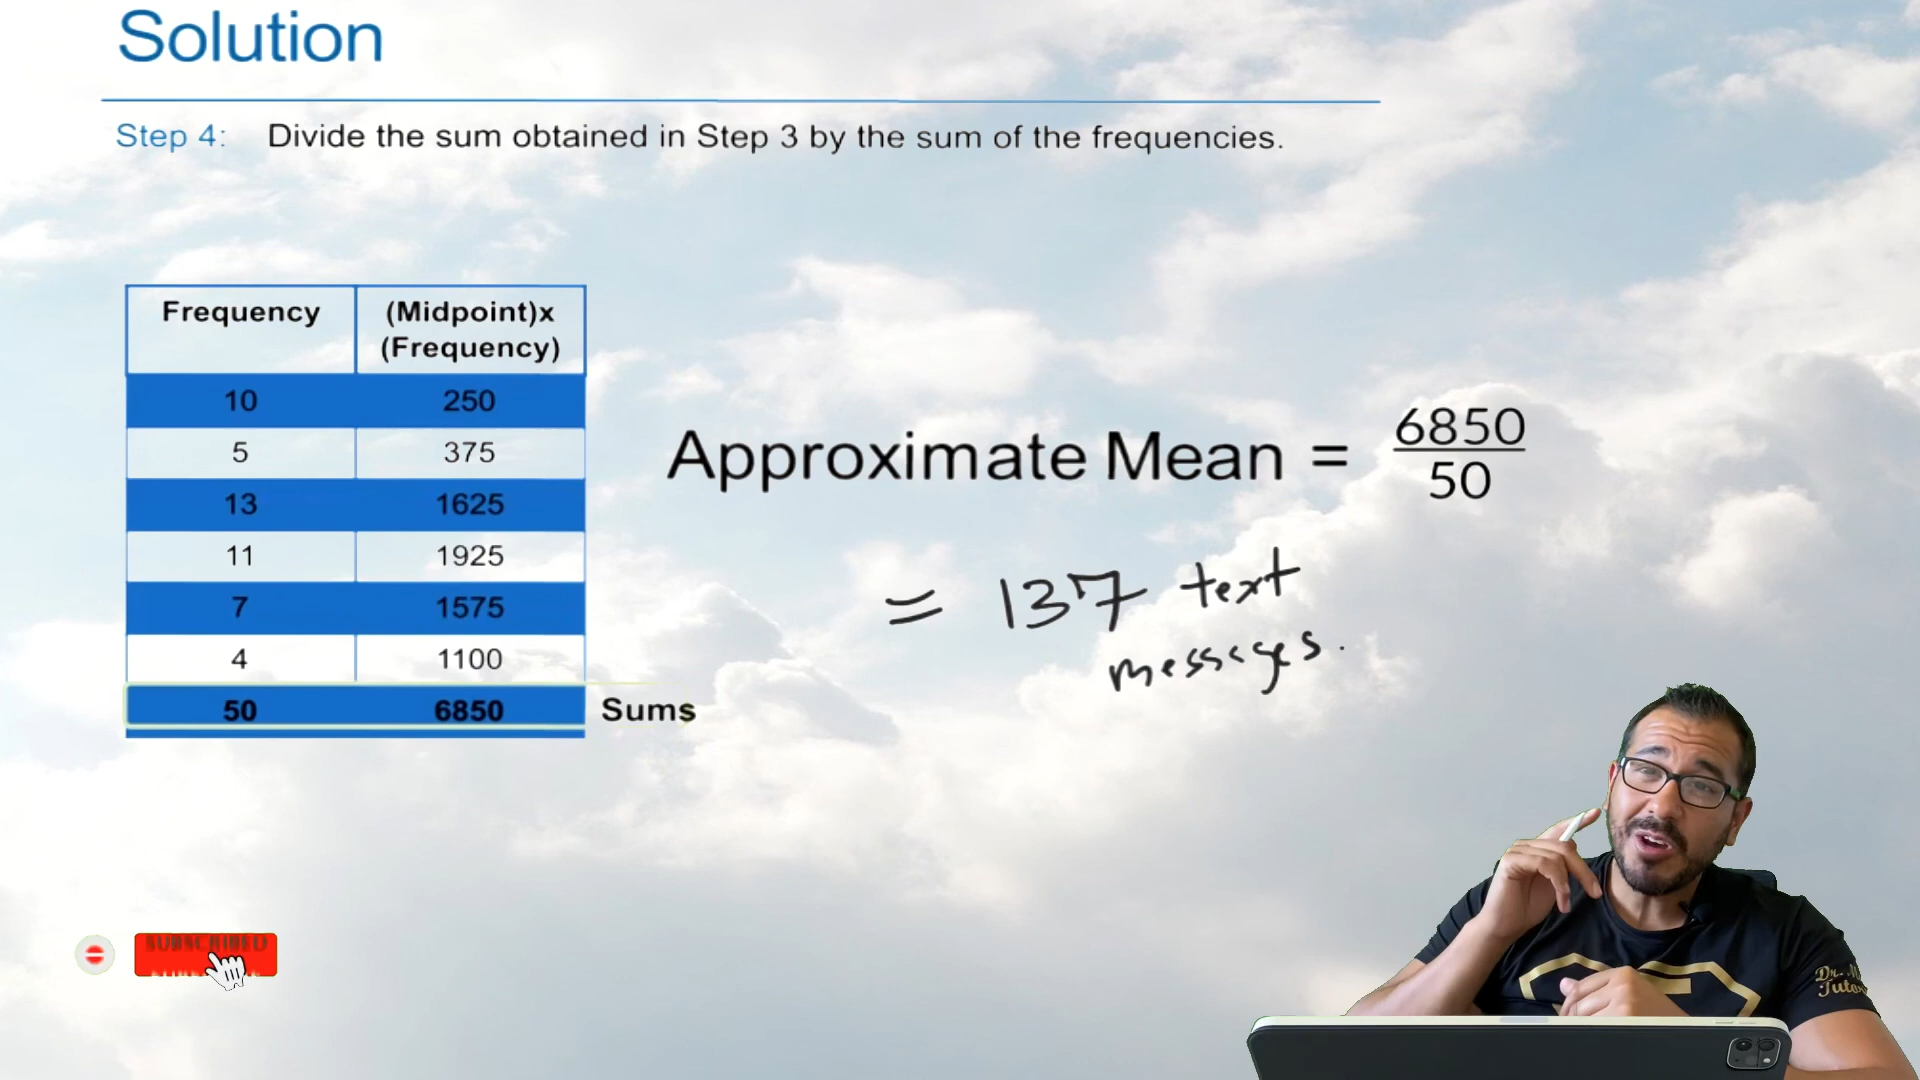 Solution
Step 4: Divide the sum obtained in Step 3 by the sum of the frequencies.
Frequency (Midpoint)x (Frequency)
10 250
5 375
13 1625
11 1925
7 1575
4 1100
50 6850 Sums
Approximate Mean = 6850/50
= 137 text
messages.
SUBSCRIBED
Dr.